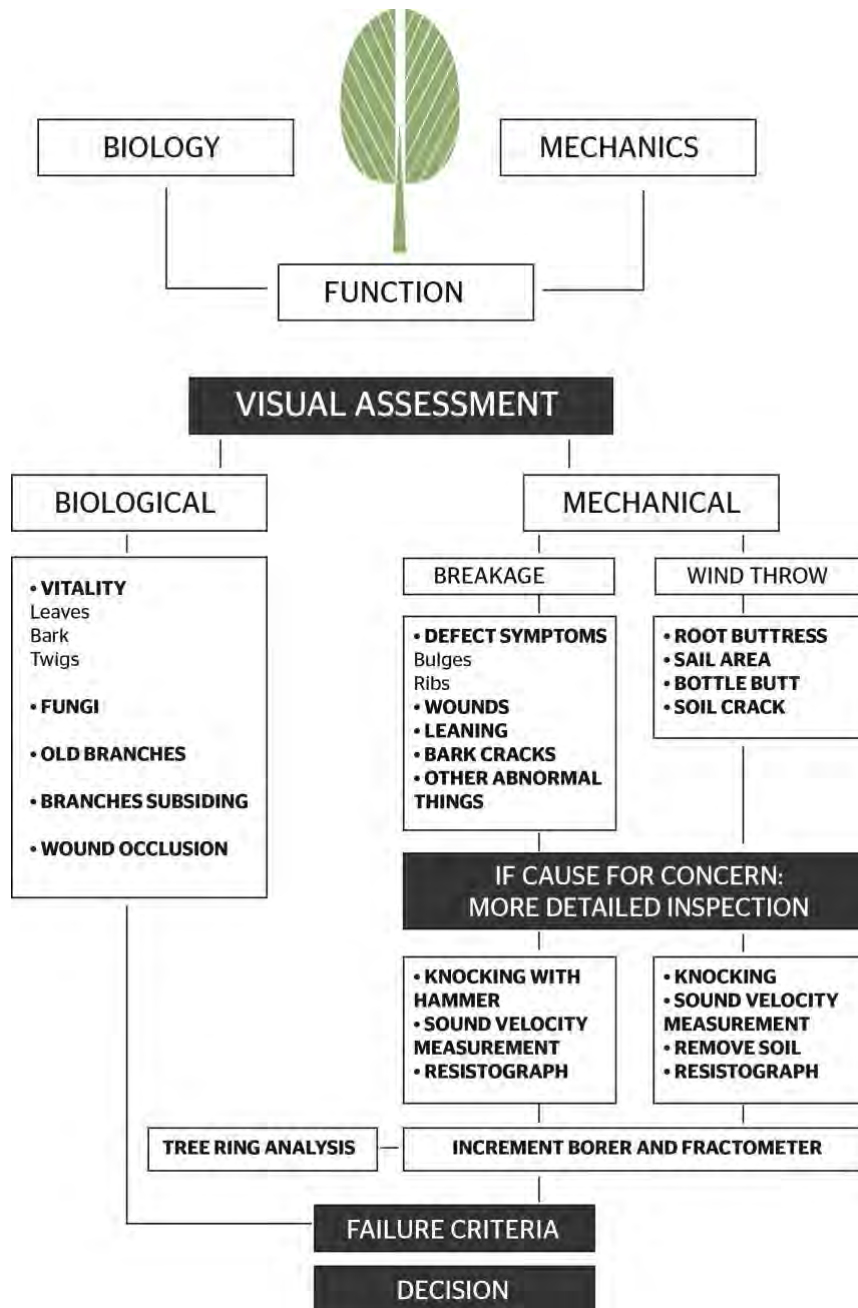 BIOLOGY
MECHANICS
FUNCTION
VISUAL ASSESSMENT
BIOLOGICAL
• VITALITY
Leaves
Bark
Twigs
• FUNGI
• OLD BRANCHES
• BRANCHES SUBSIDING
• WOUND OCCLUSION
MECHANICAL
BREAKAGE
• DEFECT SYMPTOMS
Bulges
Ribs
• WOUNDS
• LEANING
• BARK CRACKS
• OTHER ABNORMAL
THINGS
WIND THROW
• ROOT BUTTRESS
• SAIL AREA
• BOTTLE BUTT
• SOIL CRACK
IF CAUSE FOR CONCERN:
MORE DETAILED INSPECTION
• KNOCKING WITH
HAMMER
• SOUND VELOCITY
MEASUREMENT
• RESISTOGRAPH
• KNOCKING
• SOUND VELOCITY
MEASUREMENT
• REMOVE SOIL
• RESISTOGRAPH
TREE RING ANALYSIS
INCREMENT BORER AND FRACTOMETER
FAILURE CRITERIA
DECISION